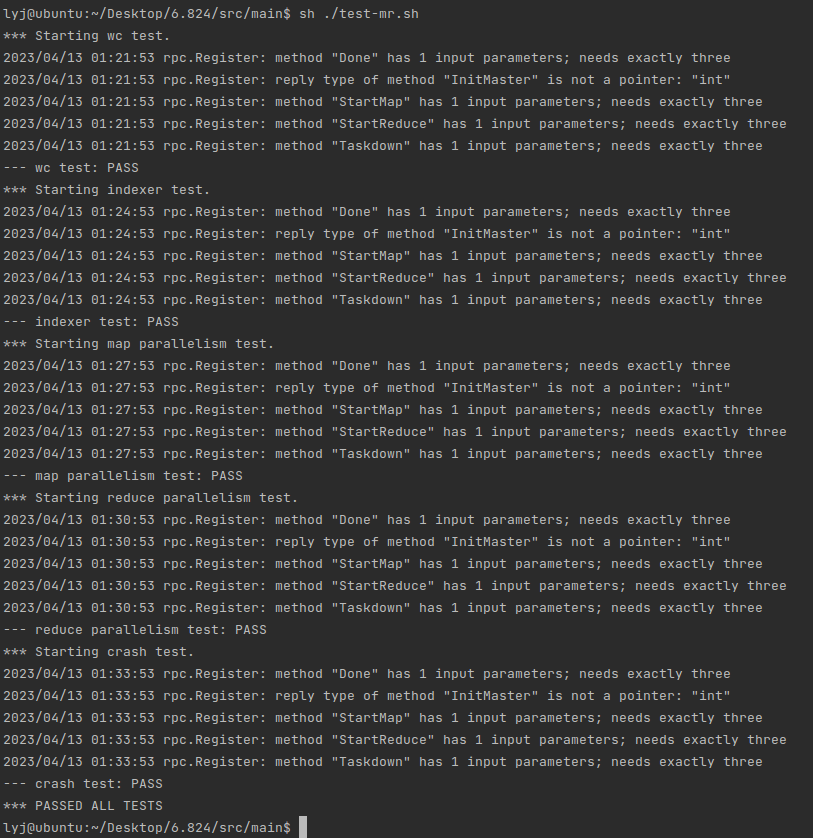 lyj@ubuntu:~/Desktop/6.824/src/main$ sh ./test-mr.sh
*** Starting wc test.
2023/04/13 01:21:53 rpc.Register: method "Done" has 1 input parameters; needs exactly three
2023/04/13 01:21:53 rpc.Register: reply type of method "InitMaster" is not a pointer: "int"
2023/04/13 01:21:53 rpc.Register: method "StartMap" has 1 input parameters; needs exactly three
2023/04/13 01:21:53 rpc.Register: method "StartReduce" has 1 input parameters; needs exactly three
2023/04/13 01:21:53 rpc.Register: method "Taskdown" has 1 input parameters; needs exactly three
--- wc test: PASS
*** Starting indexer test.
2023/04/13 01:24:53 rpc.Register: method "Done" has 1 input parameters; needs exactly three
2023/04/13 01:24:53 rpc.Register: reply type of method "InitMaster" is not a pointer: "int"
2023/04/13 01:24:53 rpc.Register: method "StartMap" has 1 input parameters; needs exactly three
2023/04/13 01:24:53 rpc.Register: method "StartReduce" has 1 input parameters; needs exactly three
2023/04/13 01:24:53 rpc.Register: method "Taskdown" has 1 input parameters; needs exactly three
--- indexer test: PASS
*** Starting map parallelism test.
2023/04/13 01:27:53 rpc.Register: method "Done" has 1 input parameters; needs exactly three
2023/04/13 01:27:53 rpc.Register: reply type of method "InitMaster" is not a pointer: "int"
2023/04/13 01:27:53 rpc.Register: method "StartMap" has 1 input parameters; needs exactly three
2023/04/13 01:27:53 rpc.Register: method "StartReduce" has 1 input parameters; needs exactly three
2023/04/13 01:27:53 rpc.Register: method "Taskdown" has 1 input parameters; needs exactly three
--- map parallelism test: PASS
*** Starting reduce parallelism test.
2023/04/13 01:30:53 rpc.Register: method "Done" has 1 input parameters; needs exactly three
2023/04/13 01:30:53 rpc.Register: reply type of method "InitMaster" is not a pointer: "int"
2023/04/13 01:30:53 rpc.Register: method "StartMap" has 1 input parameters; needs exactly three
2023/04/13 01:30:53 rpc.Register: method "StartReduce" has 1 input parameters; needs exactly three
2023/04/13 01:30:53 rpc.Register: method "Taskdown" has 1 input parameters; needs exactly three
--- reduce parallelism test: PASS
*** Starting crash test.
2023/04/13 01:33:53 rpc.Register: method "Done" has 1 input parameters; needs exactly three
2023/04/13 01:33:53 rpc.Register: reply type of method "InitMaster" is not a pointer: "int"
2023/04/13 01:33:53 rpc.Register: method "StartMap" has 1 input parameters; needs exactly three
2023/04/13 01:33:53 rpc.Register: method "StartReduce" has 1 input parameters; needs exactly three
2023/04/13 01:33:53 rpc.Register: method "Taskdown" has 1 input parameters; needs exactly three
--- crash test: PASS
*** PASSED ALL TESTS
lyj@ubuntu:~/Desktop/6.824/src/main$